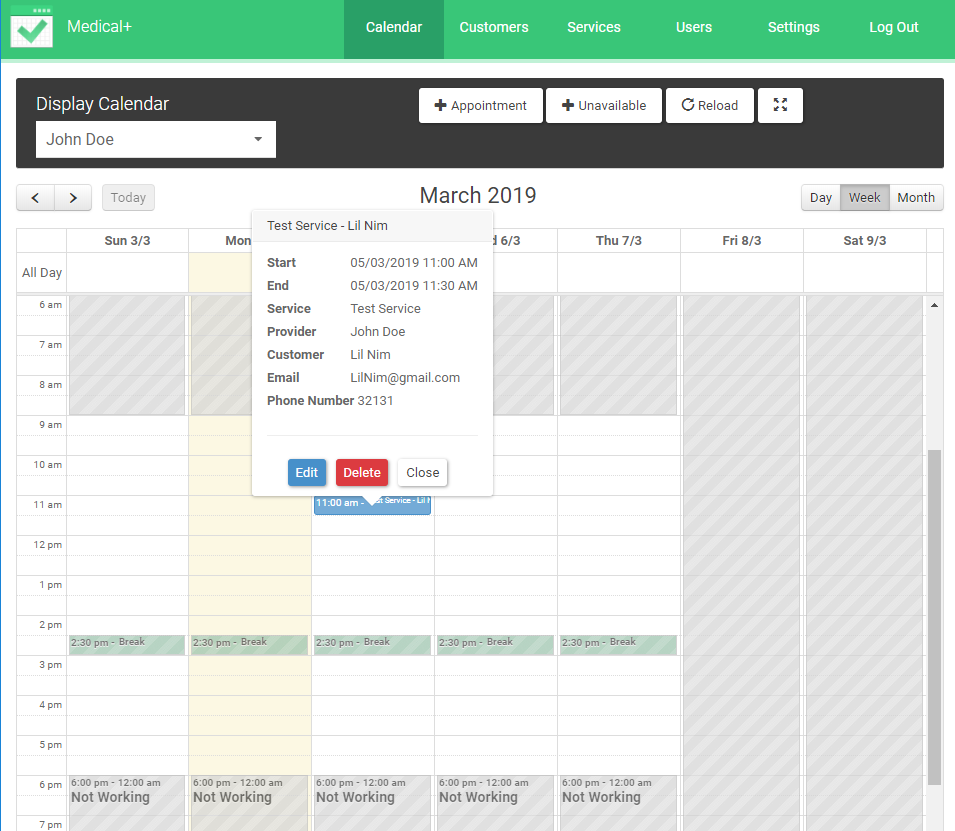 Medical+ Calendar Customers Services Users Settings Log Out
Display Calendar
Appointment Unavailable Reload
John Doe
Today March 2019 Day Week Month
Sun 3/3 Mon 6/3 Thu 7/3 Fri 8/3 Sat 9/3
All Day
Test Service - Lil Nim
Start 05/03/2019 11:00 AM
End 05/03/2019 11:30 AM
Service Test Service
Provider John Doe
Customer Lil Nim
Email LilNim@gmail.com
Phone Number 32131
Edit Delete Close
6 am
7 am
8 am
9 am
10 am
11 am 11:00 am - Service - Lil
12 pm
1 pm
2 pm
2:30 pm - Break 2:30 pm - Break 2:30 pm - Break 2:30 pm - Break 2:30 pm - Break
3 pm
4 pm
5 pm
6 pm 6:00 pm - 12:00 am 6:00 pm - 12:00 am 6:00 pm - 12:00 am 6:00 pm - 12:00 am 6:00 pm - 12:00 am
Not Working Not Working Not Working Not Working Not Working
7 pm